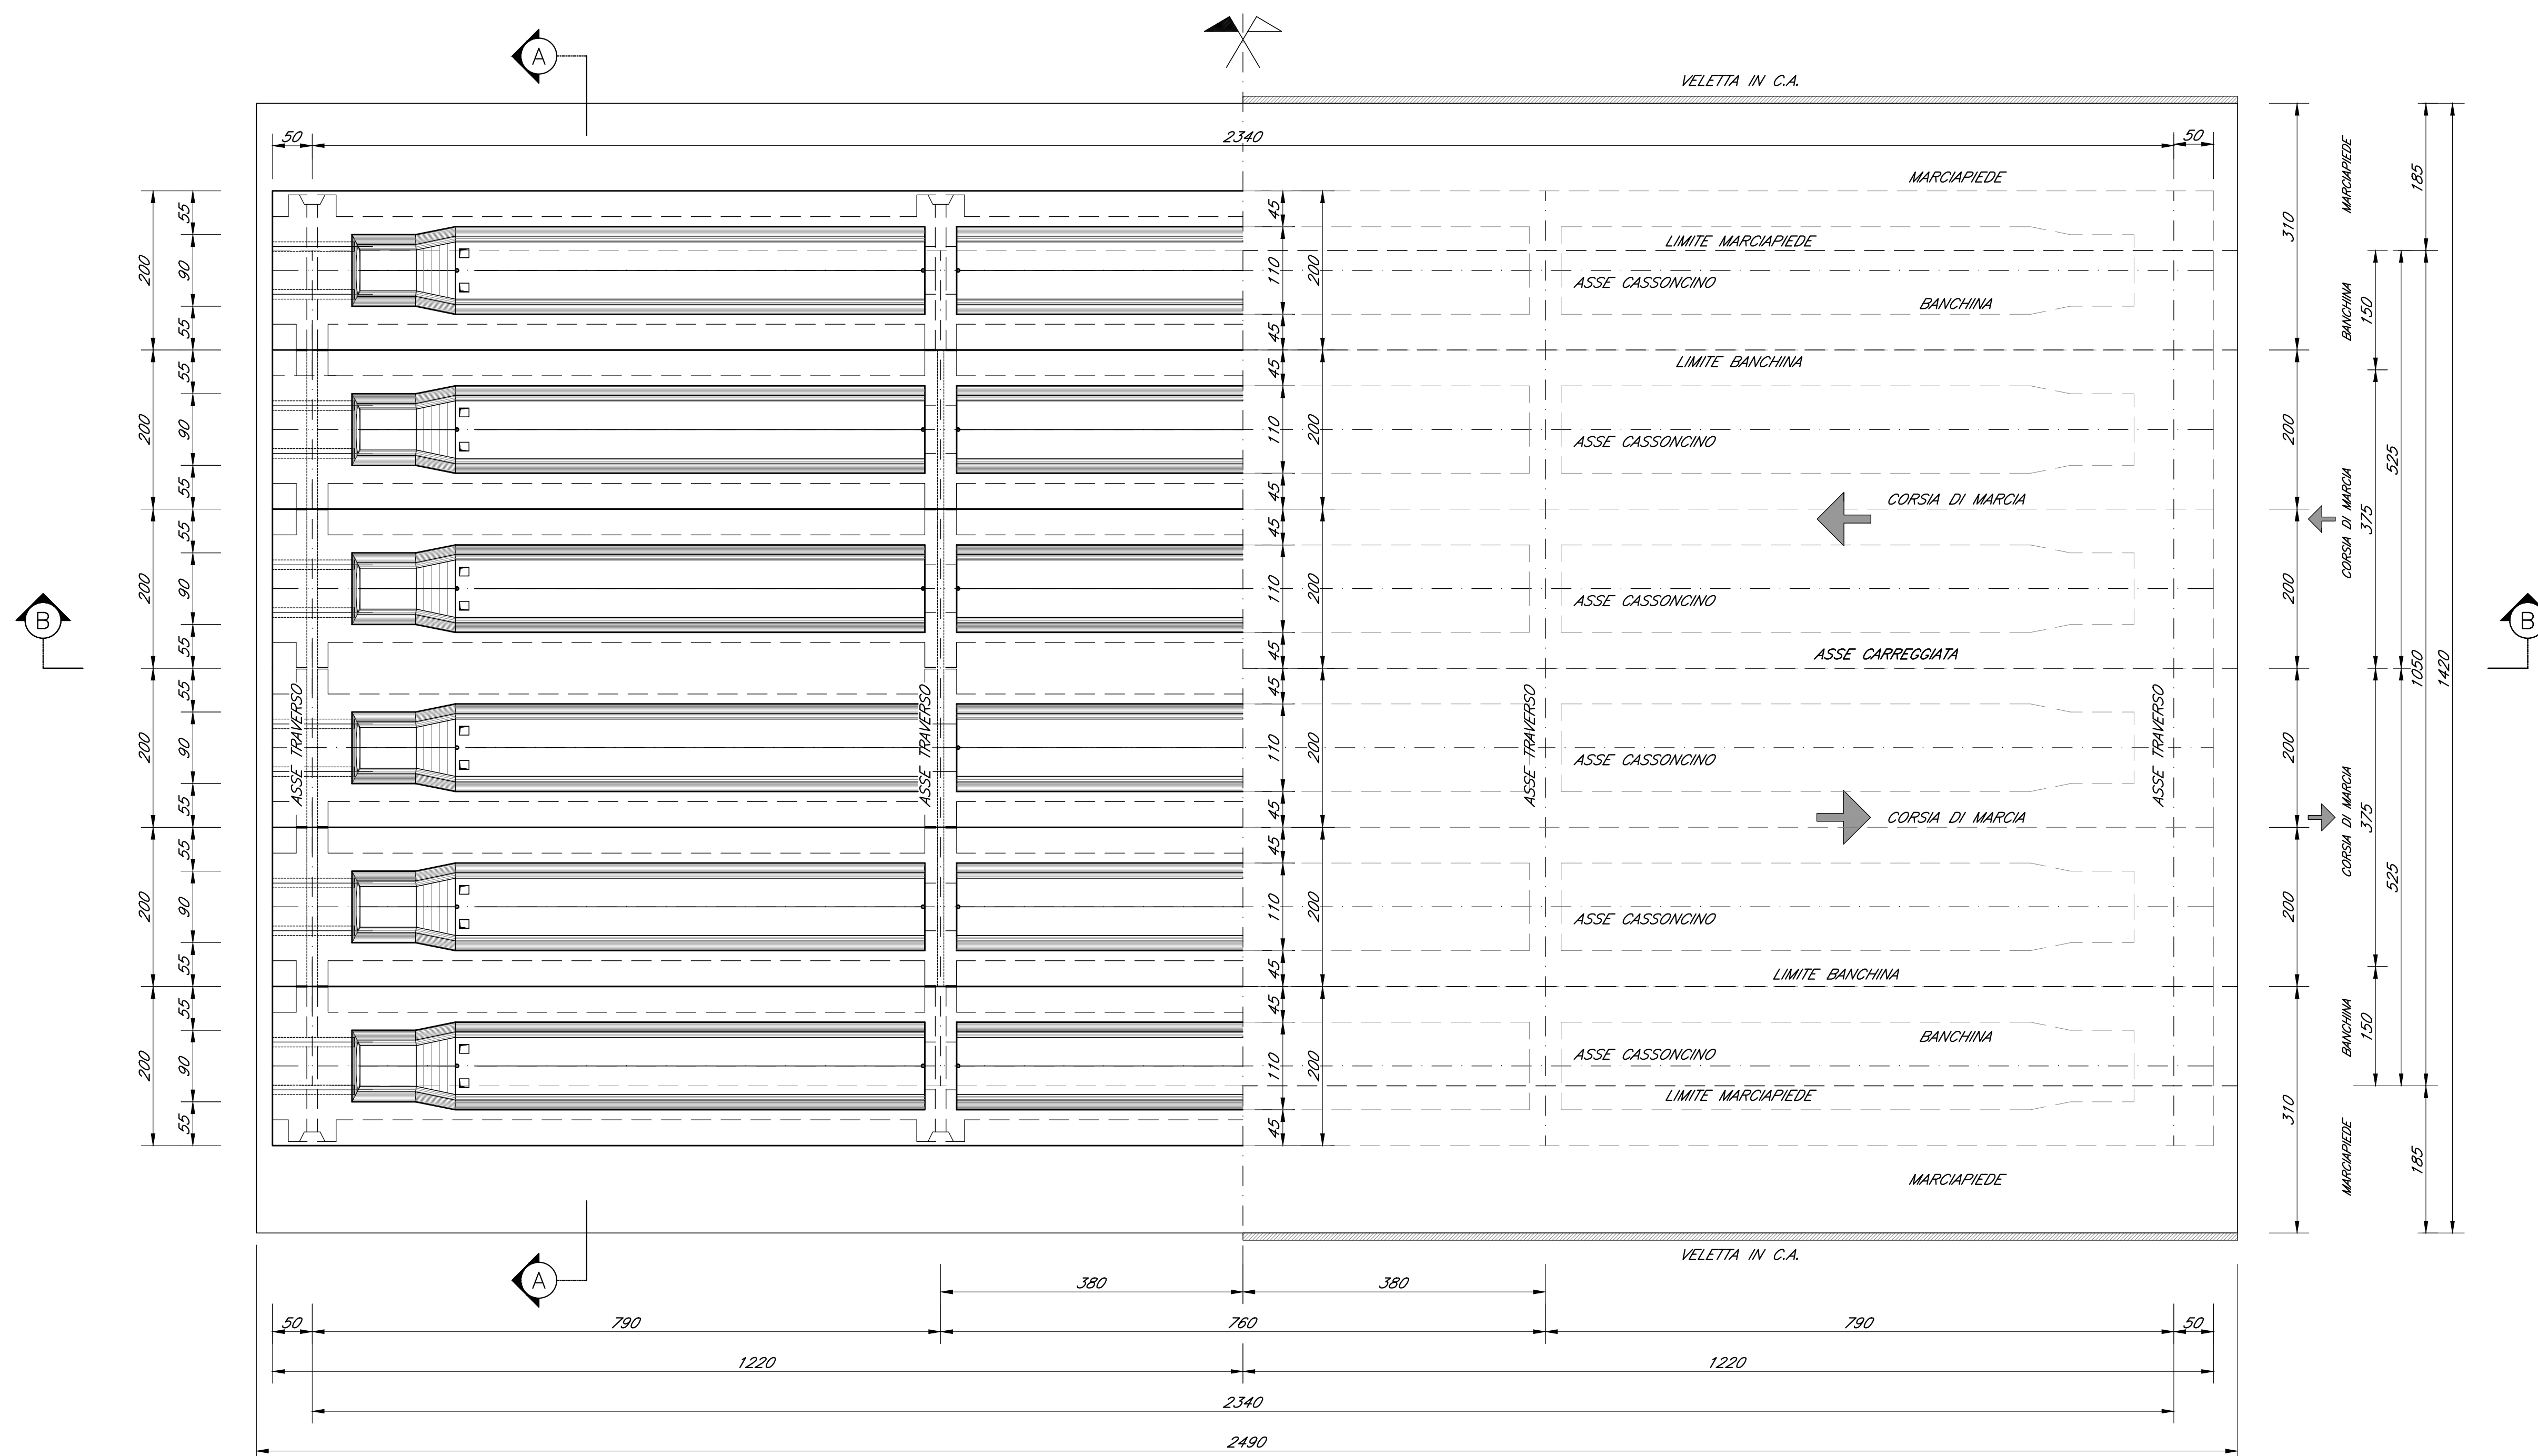 A
VELETTA IN C.A.
50
2340
50
MARCIAPIEDE
LIMITE MARCIAPIEDE
ASSE CASSONCINO
BANCHINA
LIMITE BANCHINA
ASSE CASSONCINO
CORSIA DI MARCIA
ASSE CASSONCINO
ASSE CARREGGIATA
ASSE TRAVERSO
ASSE TRAVERSO
ASSE TRAVERSO
ASSE TRAVERSO
ASSE CASSONCINO
CORSIA DI MARCIA
ASSE CASSONCINO
LIMITE BANCHINA
BANCHINA
ASSE CASSONCINO
LIMITE MARCIAPIEDE
MARCIAPIEDE
VELETTA IN C.A.
B
200
200
200
200
200
200
55
90
55
55
90
55
55
90
55
55
90
55
55
90
55
55
90
55
45
110
45
45
110
45
45
110
45
45
110
45
45
110
45
45
110
45
200
200
200
200
200
200
310
200
200
200
200
310
MARCIAPIEDE
BANCHINA
CORSIA DI MARCIA
CORSIA DI MARCIA
BANCHINA
MARCIAPIEDE
150
375
375
150
525
525
185
1050
185
1420
B
A
380
380
50
790
760
790
50
1220
1220
2340
2490